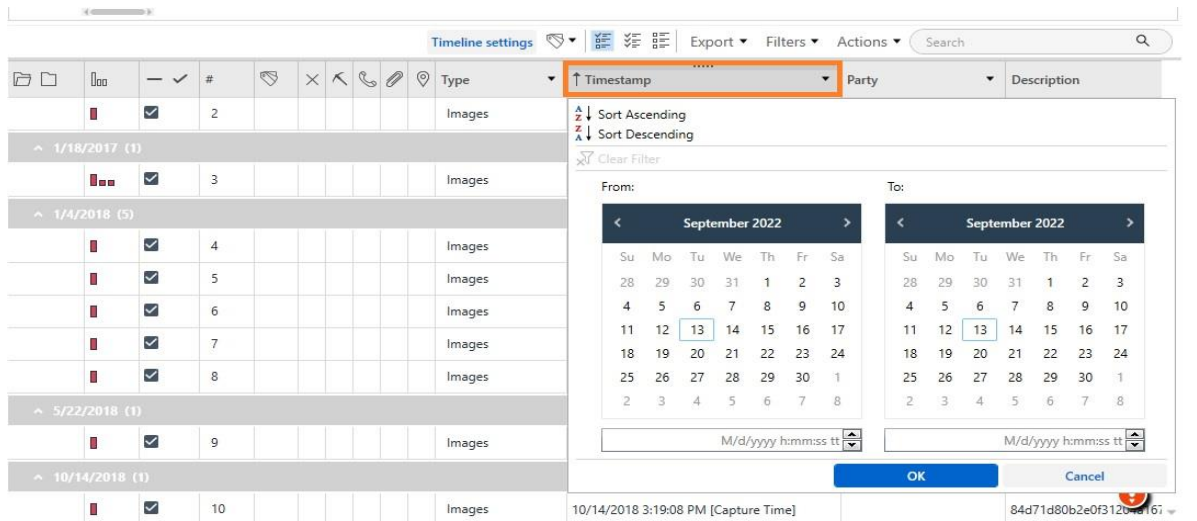 Timeline settings Export Filters Actions Search
# Type Timestamp Party Description
2 Images
Sort Ascending
Sort Descending
Clear Filter
1/18/2017 (1)
3 Images
1/4/2018 (5)
4 Images
5 Images
6 Images
7 Images
8 Images
5/22/2018 (1)
9 Images
10/14/2018 (1)
10 Images 10/14/2018 3:19:08 PM [Capture Time]
From:
September 2022
Su Mo Tu We Th Fr Sa
28 29 30 31 1 2 3
4 5 6 7 8 9 10
11 12 13 14 15 16 17
18 19 20 21 22 23 24
25 26 27 28 29 30 1
2 3 4 5 6 7 8
M/d/yyyy h:mm:ss tt
To:
September 2022
Su Mo Tu We Th Fr Sa
28 29 30 31 1 2 3
4 5 6 7 8 9 10
11 12 13 14 15 16 17
18 19 20 21 22 23 24
25 26 27 28 29 30 1
2 3 4 5 6 7 8
M/d/yyyy h:mm:ss tt
OK Cancel